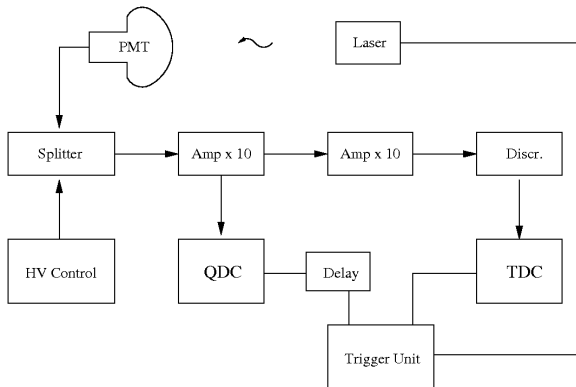 PMT
Laser
Splitter
Amp x 10
Amp x 10
Discr.
HV Control
QDC
Delay
TDC
Trigger Unit